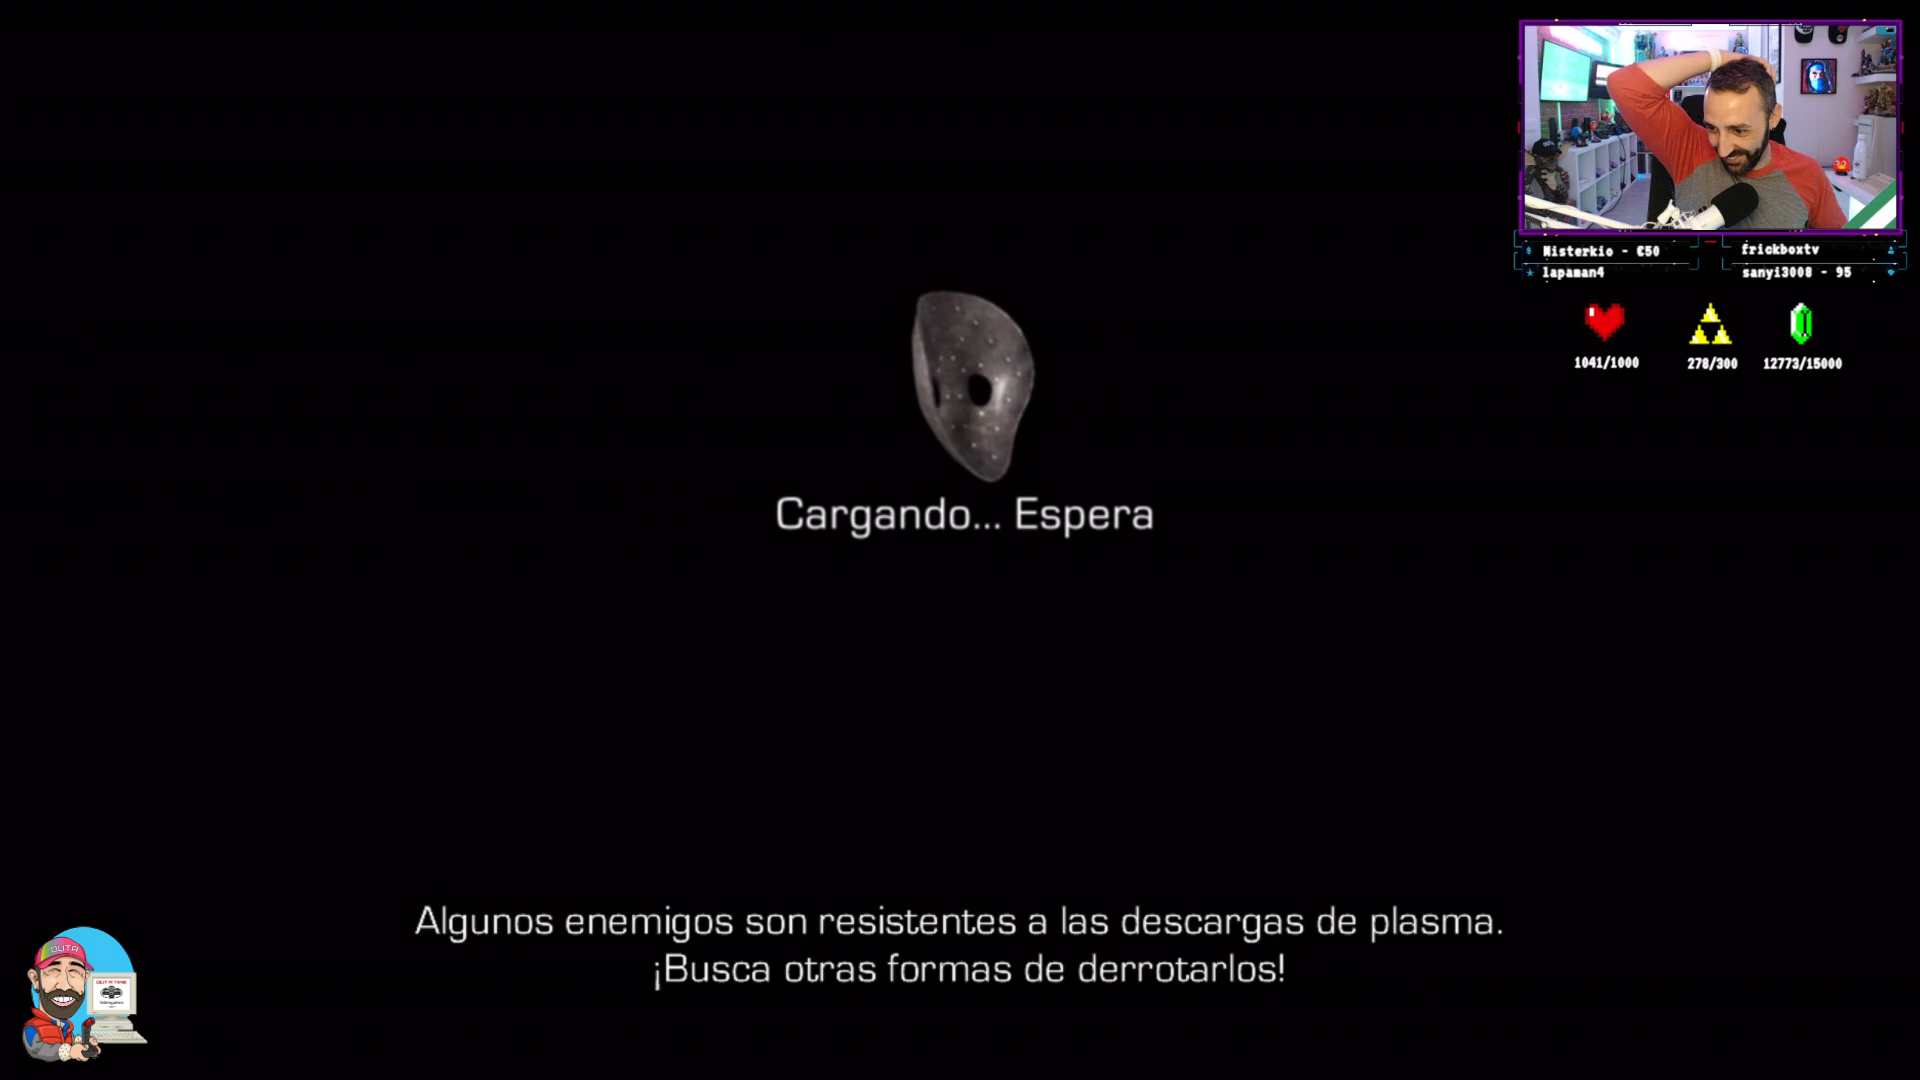 Misterkio - €50
frickboxtv
lapaman4
sanyi3008 - 95
1041/1000
278/300
12773/15000
Cargando... Espera
Algunos enemigos son resistentes a las descargas de plasma.
¡Busca otras formas de derrotarlos!